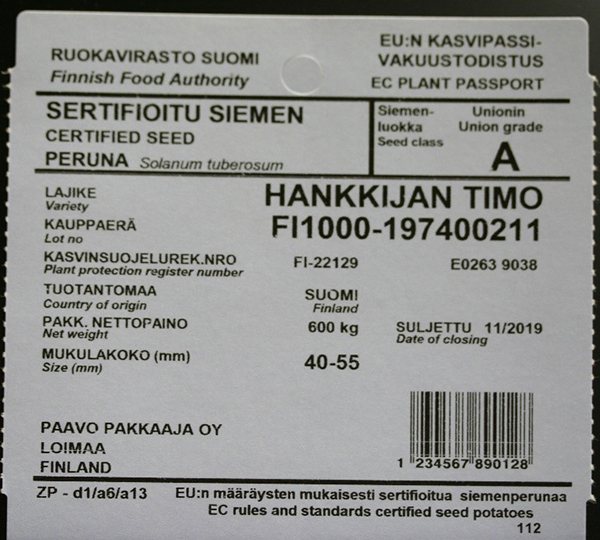 RUOKAVIRASTO SUOMI
Finnish Food Authority
EU:N KASVIPASSI-
VAKUUSTODISTUS
EC PLANT PASSPORT
SERTIFIOITU SIEMEN
CERTIFIED SEED
PERUNA Solanum tuberosum
Siemen-
luokka
Seed class
Unionin
Union grade
A
LAJIKE
Variety
HANKKIJAN TIMO
KAUPPAERÄ
Lot no
FI1000-197400211
KASVINSUOJELUREK.NRO
Plant protection register number
FI-22129 E0263 9038
TUOTANTOMAA
Country of origin
SUOMI
Finland
PAKK. NETTOPAINO
Net weight
600 kg
SULJETTU 11/2019
Date of closing
MUKULAKOKO (mm)
Size (mm)
40-55
PAAVO PAKKAAJA OY
LOIMAA
FINLAND
1 234567 890128
ZP - d1/a6/a13 EU:n määräysten mukaisesti sertifioitua siemenperunaa
EC rules and standards certified seed potatoes
112